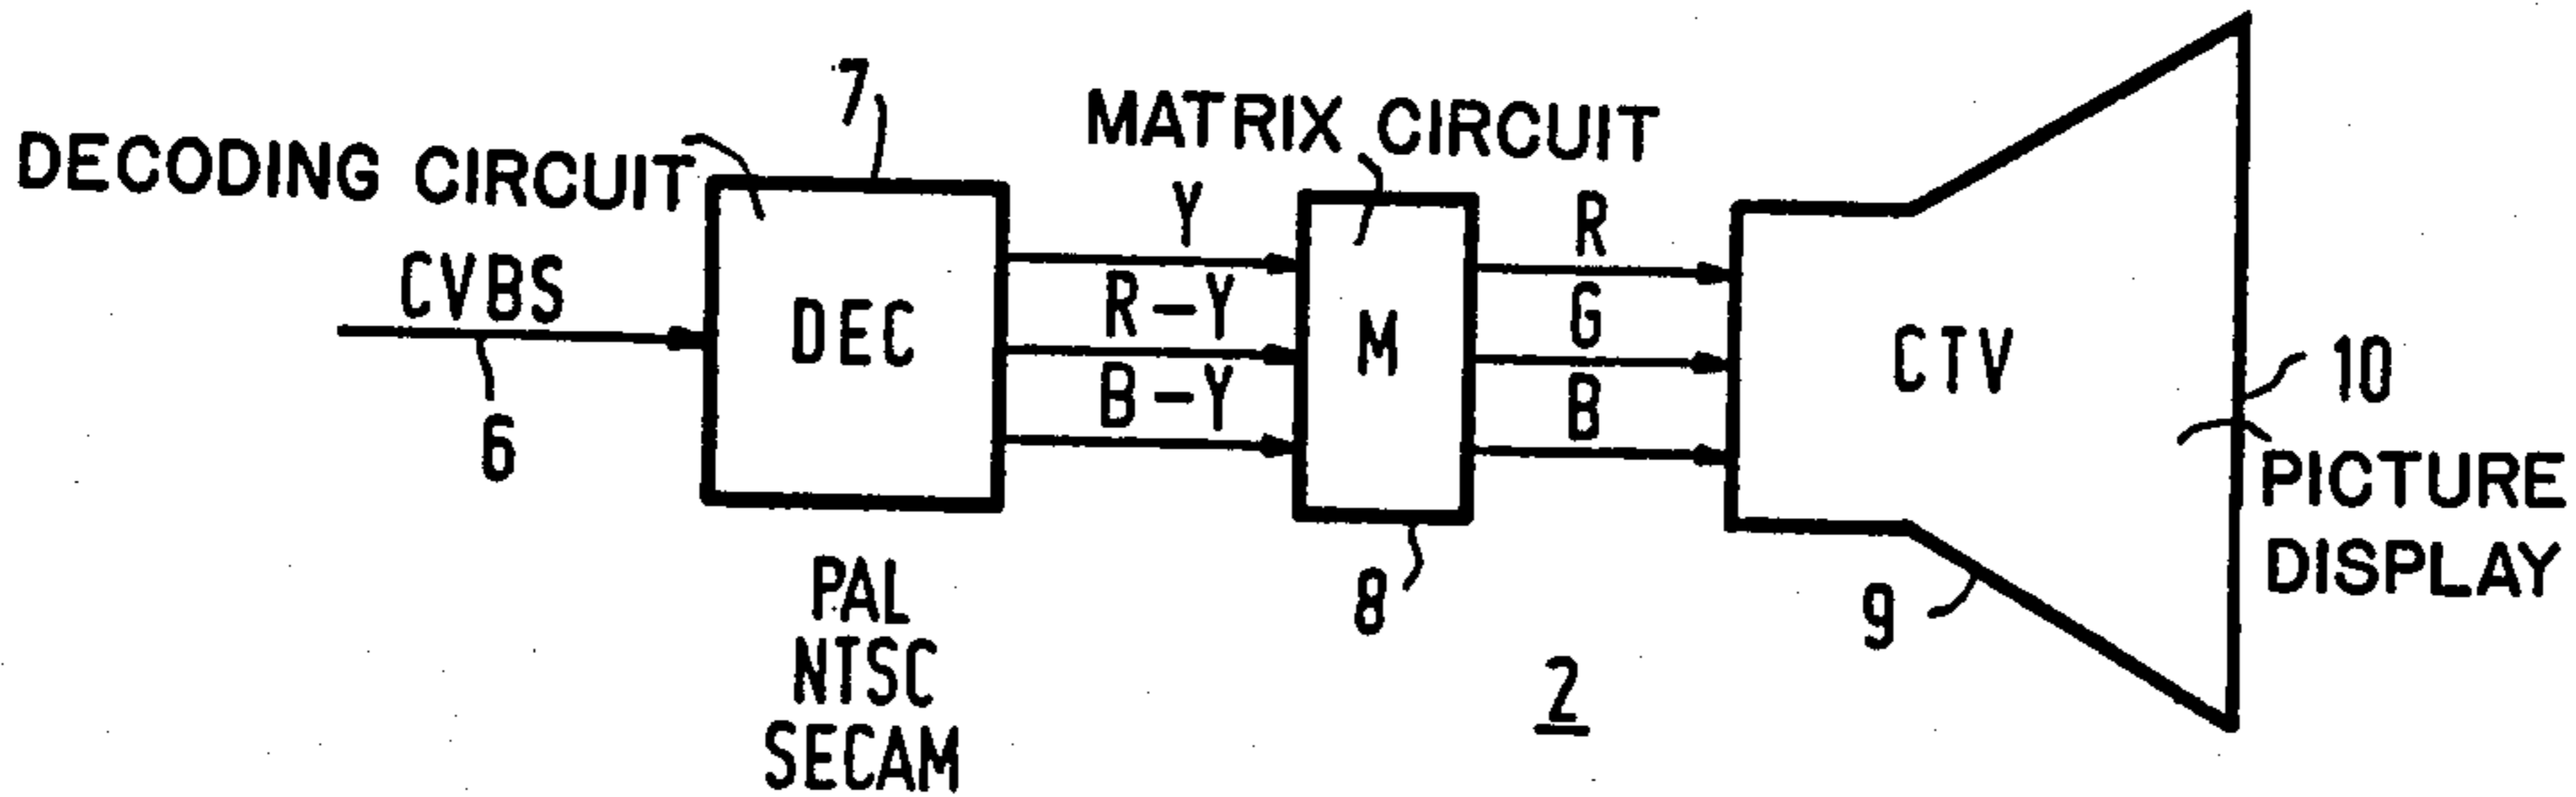 7
DECODING CIRCUIT
MATRIX CIRCUIT
CVBS
6
DEC
PAL
NTSC
SECAM
Y
R-Y
B-Y
M
8
R
G
B
CTV
9
10
PICTURE
DISPLAY
2